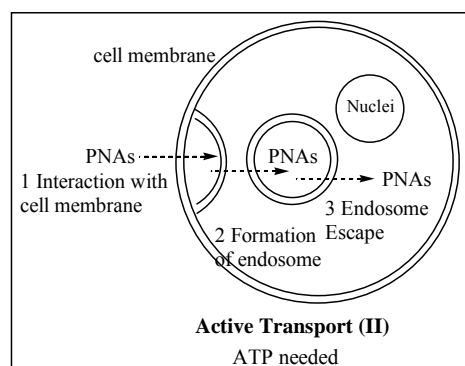 cell membrane
Nuclei
PNAs
PNAs
PNAs
1 Interaction with
cell membrane
2 Formation
of endosome
3 Endosome
Escape
Active Transport (II)
ATP needed